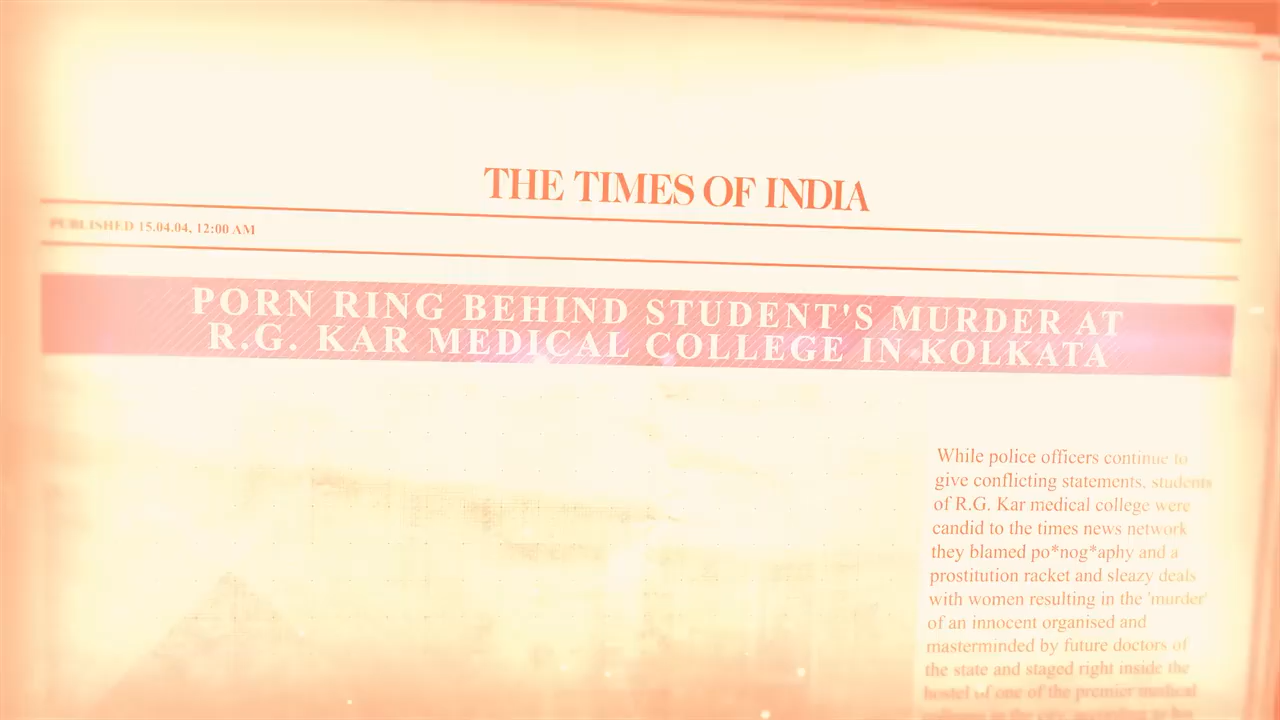 THE TIMES OF INDIA
PUBLISHED 15.04.04, 12:00 AM
PORN RING BEHIND STUDENT'S MURDER AT
R.G. KAR MEDICAL COLLEGE IN KOLKATA
While police officers continue to
give conflicting statements, students
of R.G. Kar medical college were
candid to the times news network
they blamed po*nog*aphy and a
prostitution racket and sleazy deals
with women resulting in the 'murder'
of an innocent organised and
masterminded by future doctors of
the state and staged right inside the
hostel of one of the premier medical